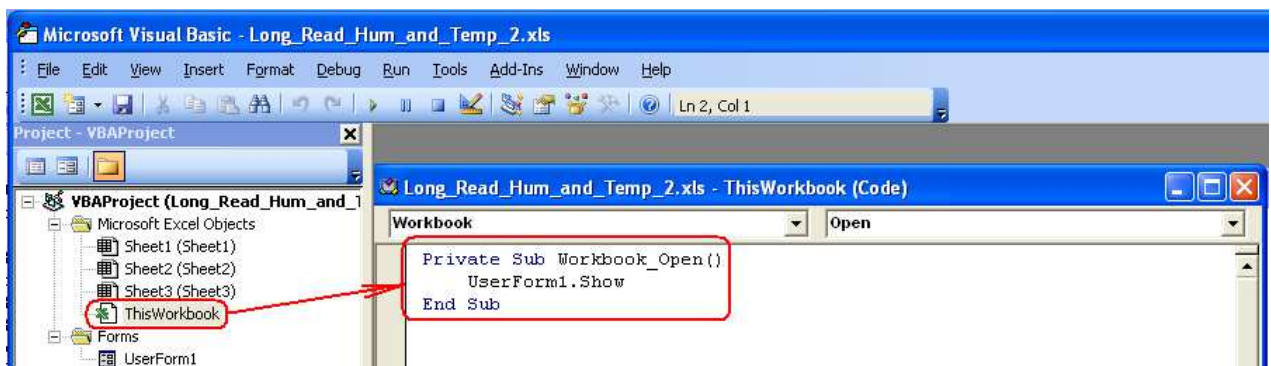 Microsoft Visual Basic - Long_Read_Hum_and_Temp_2.xls
File Edit View Insert Format Debug Run Tools Add-Ins Window Help
Ln 2, Col 1
Project - VBAProject
VBAProject (Long_Read_Hum_and_T
Microsoft Excel Objects
Sheet1 (Sheet1)
Sheet2 (Sheet2)
Sheet3 (Sheet3)
ThisWorkbook
Forms
UserForm1
Long_Read_Hum_and_Temp_2.xls - ThisWorkbook (Code)
Workbook Open
Private Sub Workbook_Open()
UserForm1.Show
End Sub